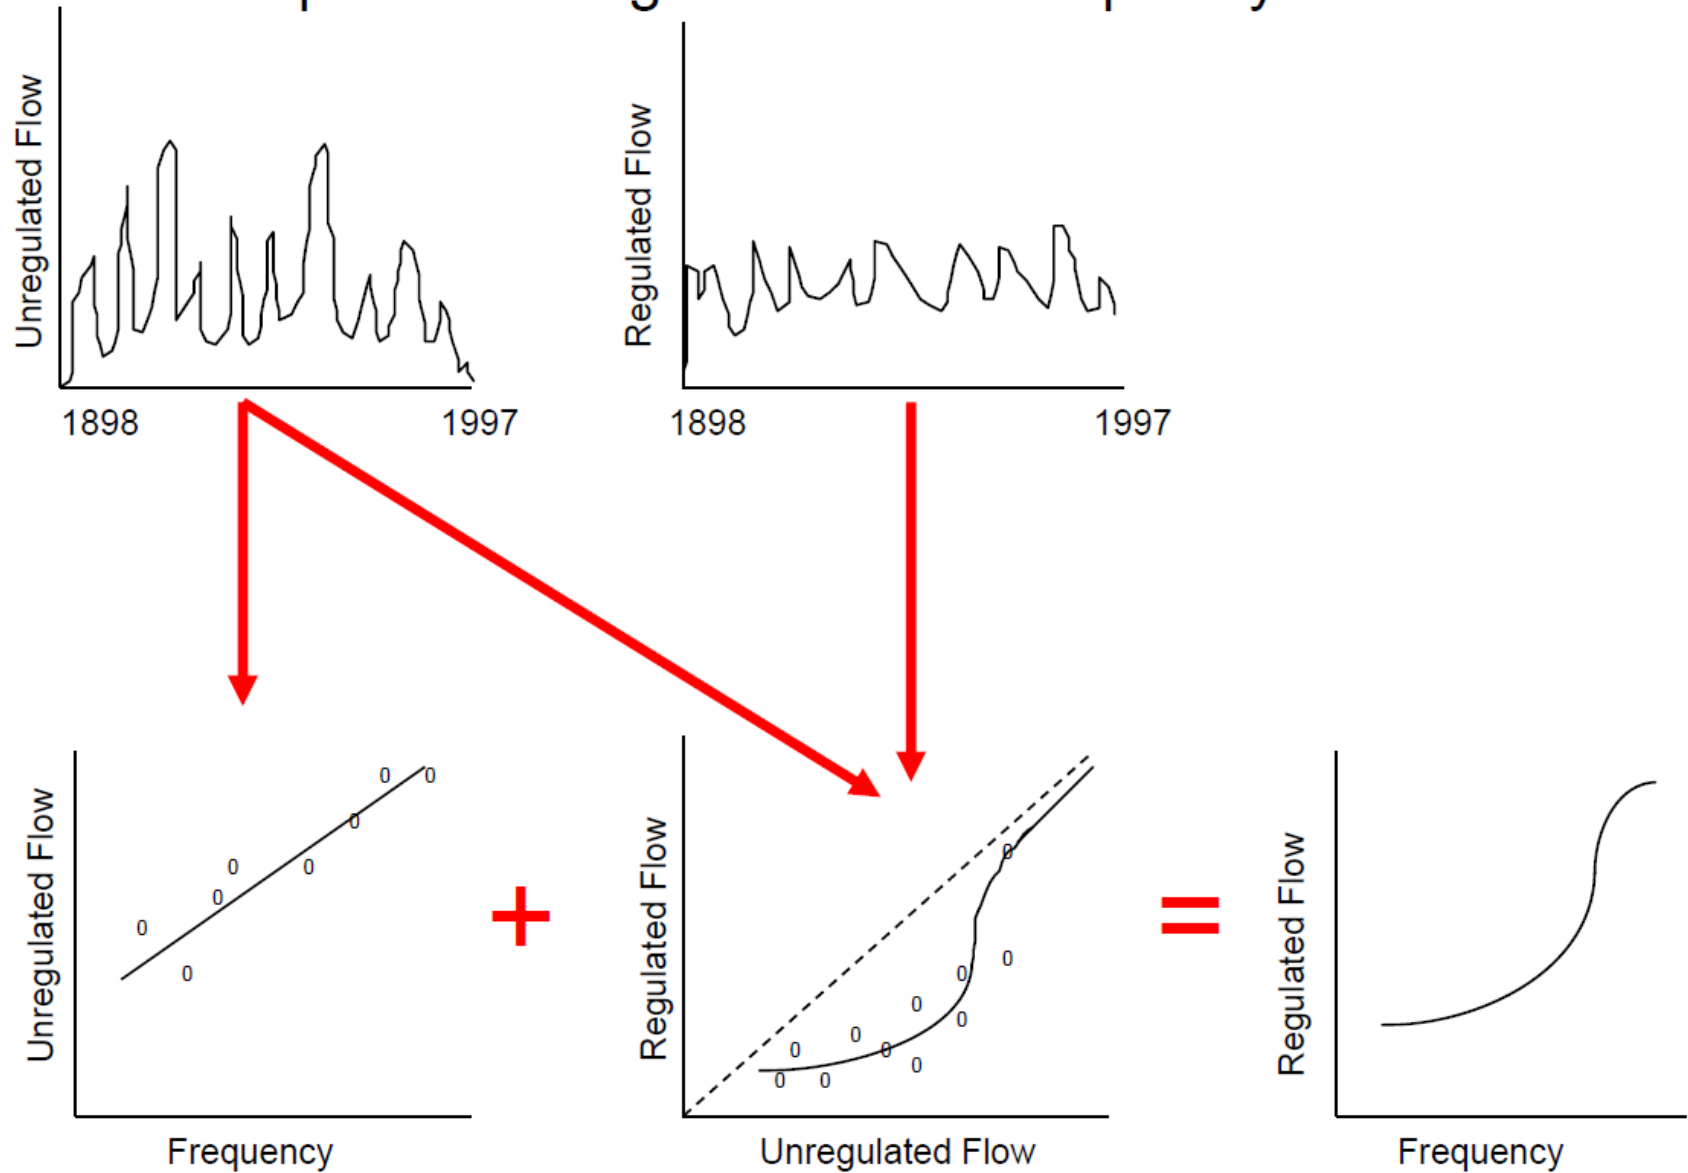 Unregulated Flow
1898
1997
Regulated Flow
1898
1997
Unregulated Flow
Frequency
+
Regulated Flow
Unregulated Flow
=
Regulated Flow
Frequency